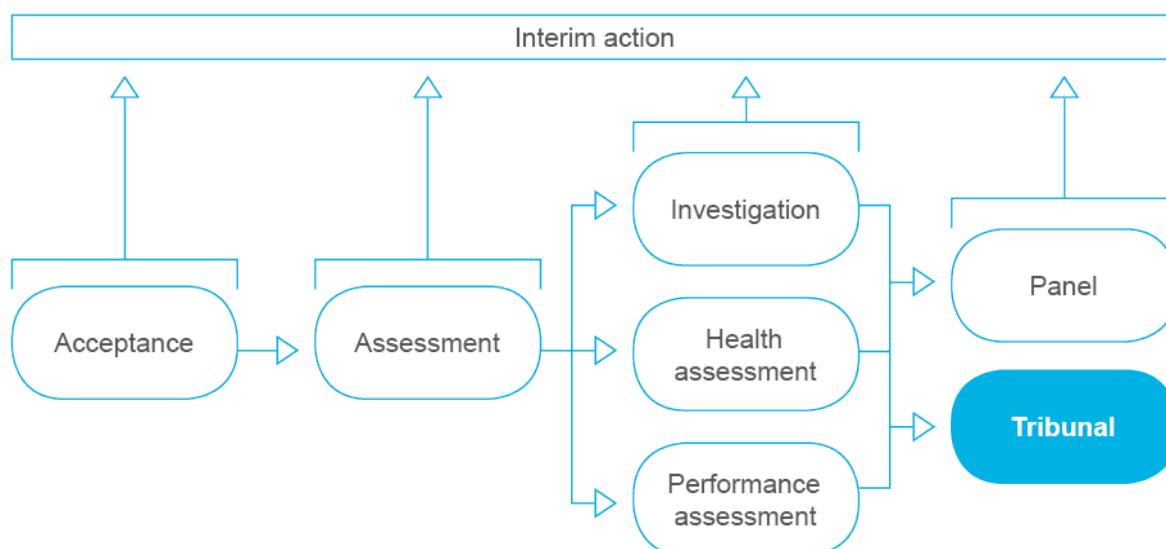 Interim action
Acceptance
Assessment
Investigation
Health
assessment
Performance
assessment
Panel
Tribunal